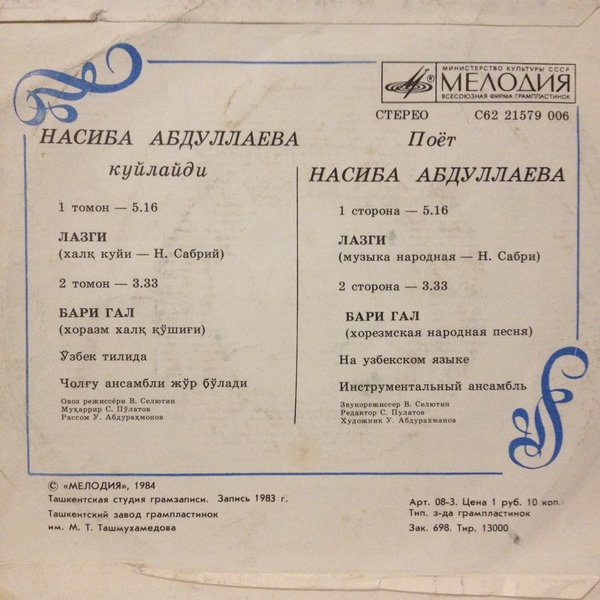 МИНИСТЕРСТВО КУЛЬТУРЫ СССР
МЕЛОДИЯ
ВСЕСОЮЗНАЯ ФИРМА ГРАМПЛАСТИНОК
СТЕРЕО С62 21579 006
НАСИБА АБДУЛЛАЕВА
куйлайди
1 томон — 5.16
ЛАЗГИ
(халқ куйи — Н. Сабрий)
2 томон — 3.33
БАРИ ГАЛ
(хоразм халқ қўшиғи)
Ўзбек тилида
Чолғу ансамбли жўр бўлади
Овоз режиссёри В. Селютин
Муҳаррир С. Пўлатов
Рассом У. Абдураҳмонов
Поёт
НАСИБА АБДУЛЛАЕВА
1 сторона — 5.16
ЛАЗГИ
(музыка народная — Н. Сабри)
2 сторона — 3.33
БАРИ ГАЛ
(хорезмская народная песня)
На узбекском языке
Инструментальный ансамбль
Звукорежиссер В. Селютин
Редактор С. Пулатов
Художник У. Абдурахманов
© «МЕЛОДИЯ», 1984
Ташкентская студия грамзаписи. Запись 1983 г.
Ташкентский завод грампластинок
им. М. Т. Ташмухамедова
Арт. 08-3. Цена 1 руб. 10 коп.
Тип. з-да грампластинок
Зак. 698. Тир. 13000